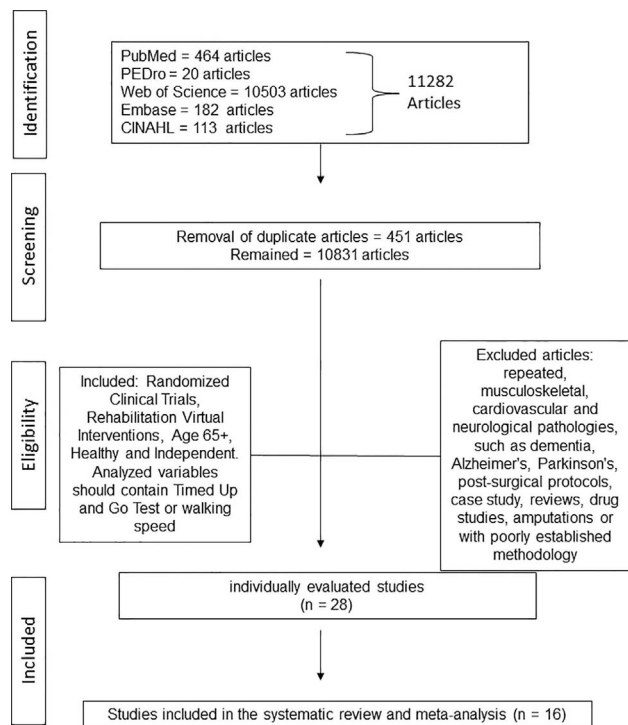 Identification
PubMed = 464 articles
PEDro = 20 articles
Web of Science = 10503 articles
Embase = 182 articles
CINAHL = 113 articles
11282
Articles
Screening
Removal of duplicate articles = 451 articles
Remained = 10831 articles
Eligibility
Included: Randomized
Clinical Trials,
Rehabilitation Virtual
Interventions, Age 65+,
Healthy and Independent.
Analyzed variables
should contain Timed Up
and Go Test or walking
speed
Excluded articles:
repeated,
musculoskeletal,
cardiovascular and
neurological pathologies,
such as dementia,
Alzheimer's, Parkinson's,
post-surgical protocols,
case study, reviews, drug
studies, amputations or
with poorly established
methodology
Included
individually evaluated studies
(n = 28)
Studies included in the systematic review and meta-analysis (n = 16)